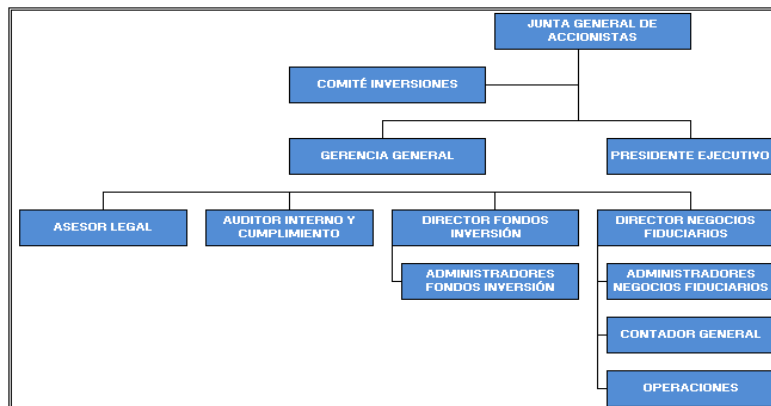 JUNTA GENERAL DE
ACCIONISTAS
COMITÉ INVERSIONES
GERENCIA GENERAL
PRESIDENTE EJECUTIVO
ASESOR LEGAL
AUDITOR INTERNO Y
CUMPLIMIENTO
DIRECTOR FONDOS
INVERSIÓN
DIRECTOR NEGOCIOS
FIDUCIARIOS
ADMINISTRADORES
FONDOS INVERSIÓN
ADMINISTRADORES
NEGOCIOS FIDUCIARIOS
CONTADOR GENERAL
OPERACIONES